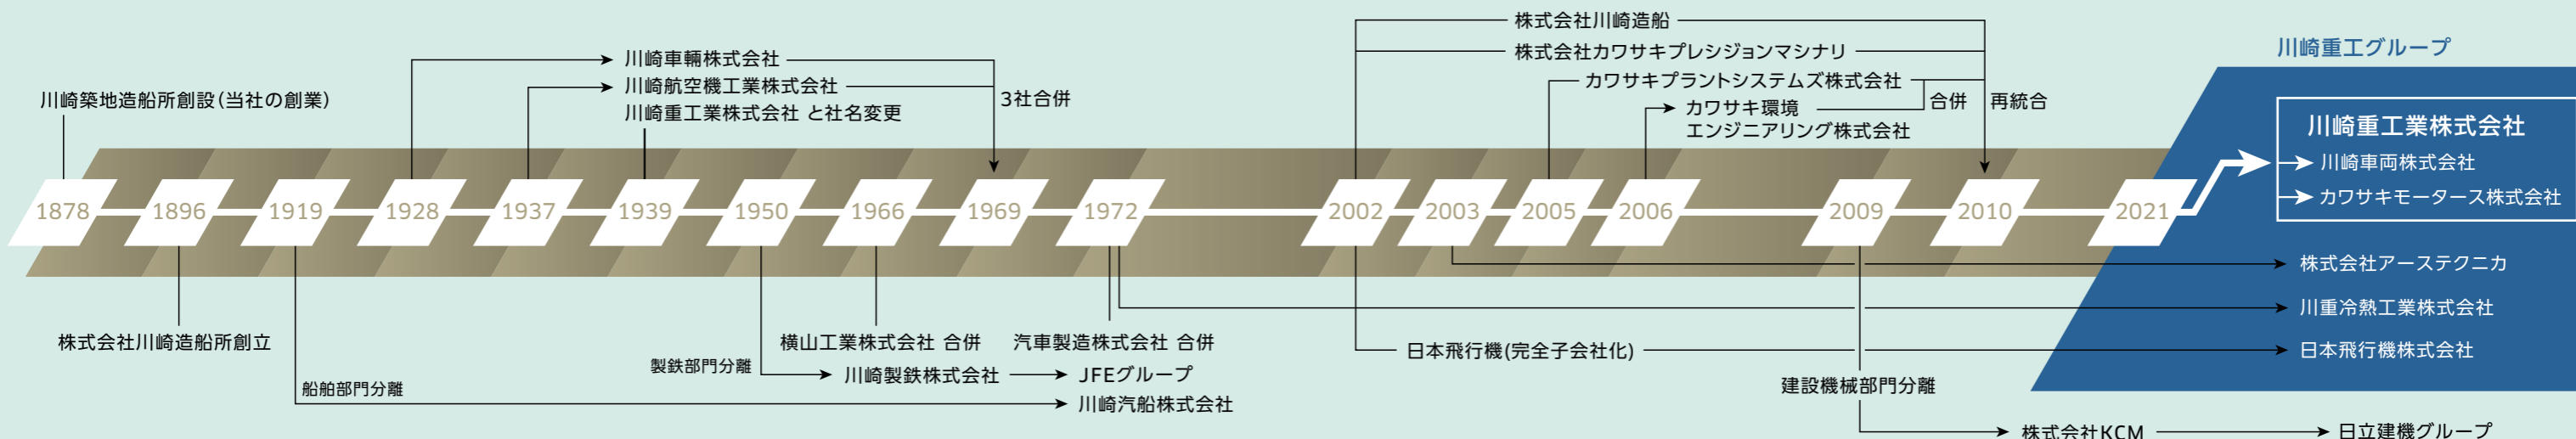 株式会社川崎造船
川崎重工グループ
株式会社カワサキプレシジョンマシナリ
川崎車輛株式会社
カワサキプラントシステムズ株式会社
川崎航空機工業株式会社
川崎築地造船所創設(当社の創業)
3社合併
合併
再統合
カワサキ環境
エンジニアリング株式会社
川崎重工業株式会社 と社名変更
川崎重工業株式会社
川崎車両株式会社
カワサキモータース株式会社
1878 1896 1919 1928 1937 1939 1950 1966 1969 1972 2002 2003 2005 2006 2009 2010 2021
株式会社アーステクニカ
川重冷熱工業株式会社
株式会社川崎造船所創立
横山工業株式会社 合併
汽車製造株式会社 合併
日本飛行機(完全子会社化)
日本飛行機株式会社
製鉄部門分離
川崎製鉄株式会社
JFEグループ
船舶部門分離
川崎汽船株式会社
建設機械部門分離
株式会社KCM
日立建機グループ